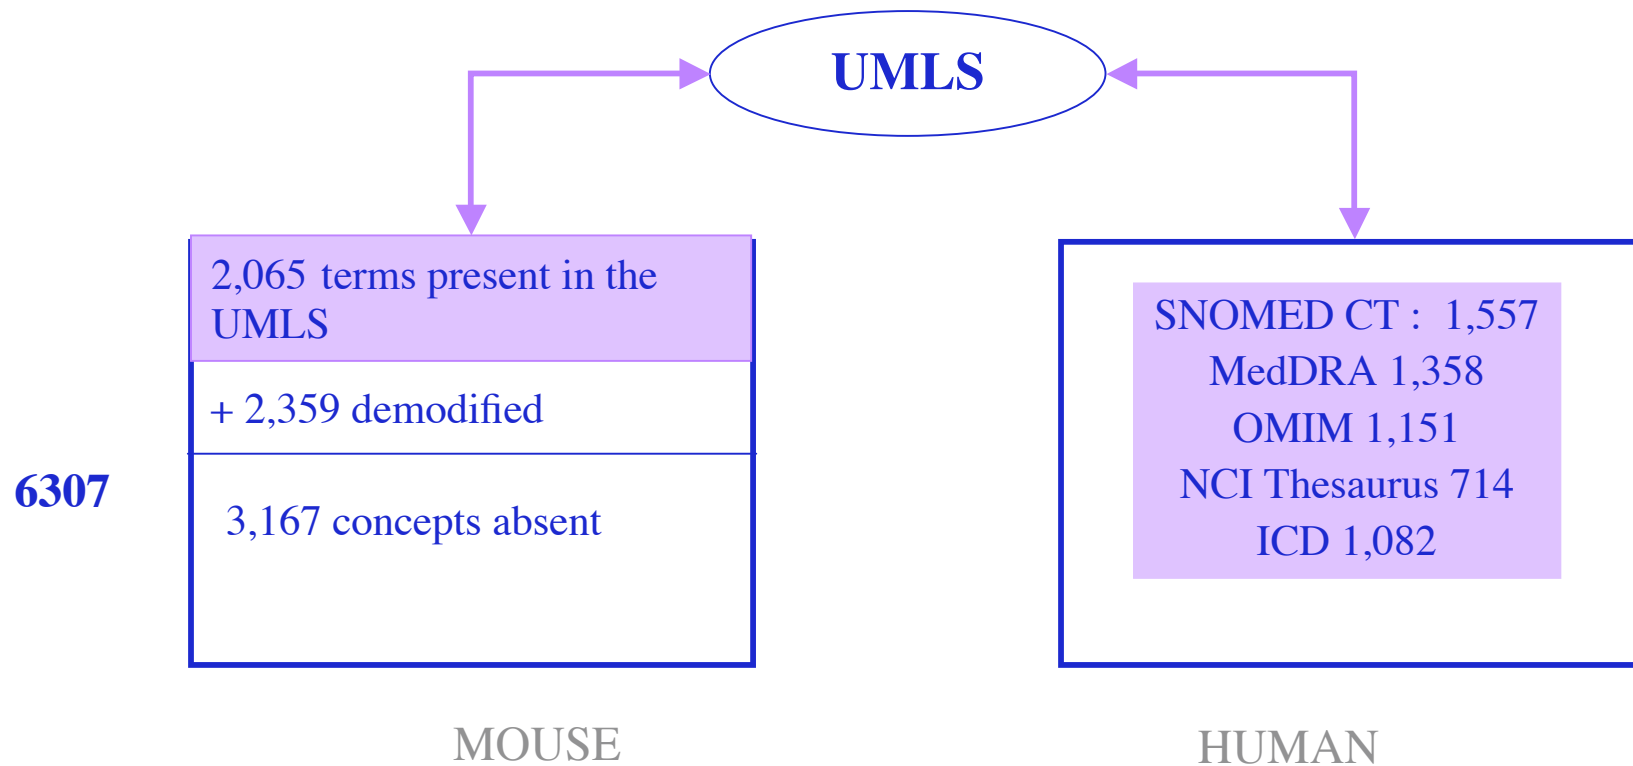 UMLS
2,065 terms present in the
UMLS
+ 2,359 demodified
3,167 concepts absent
6307
SNOMED CT :  1,557
MedDRA 1,358
OMIM 1,151
NCI Thesaurus 714
ICD 1,082
MOUSE
HUMAN